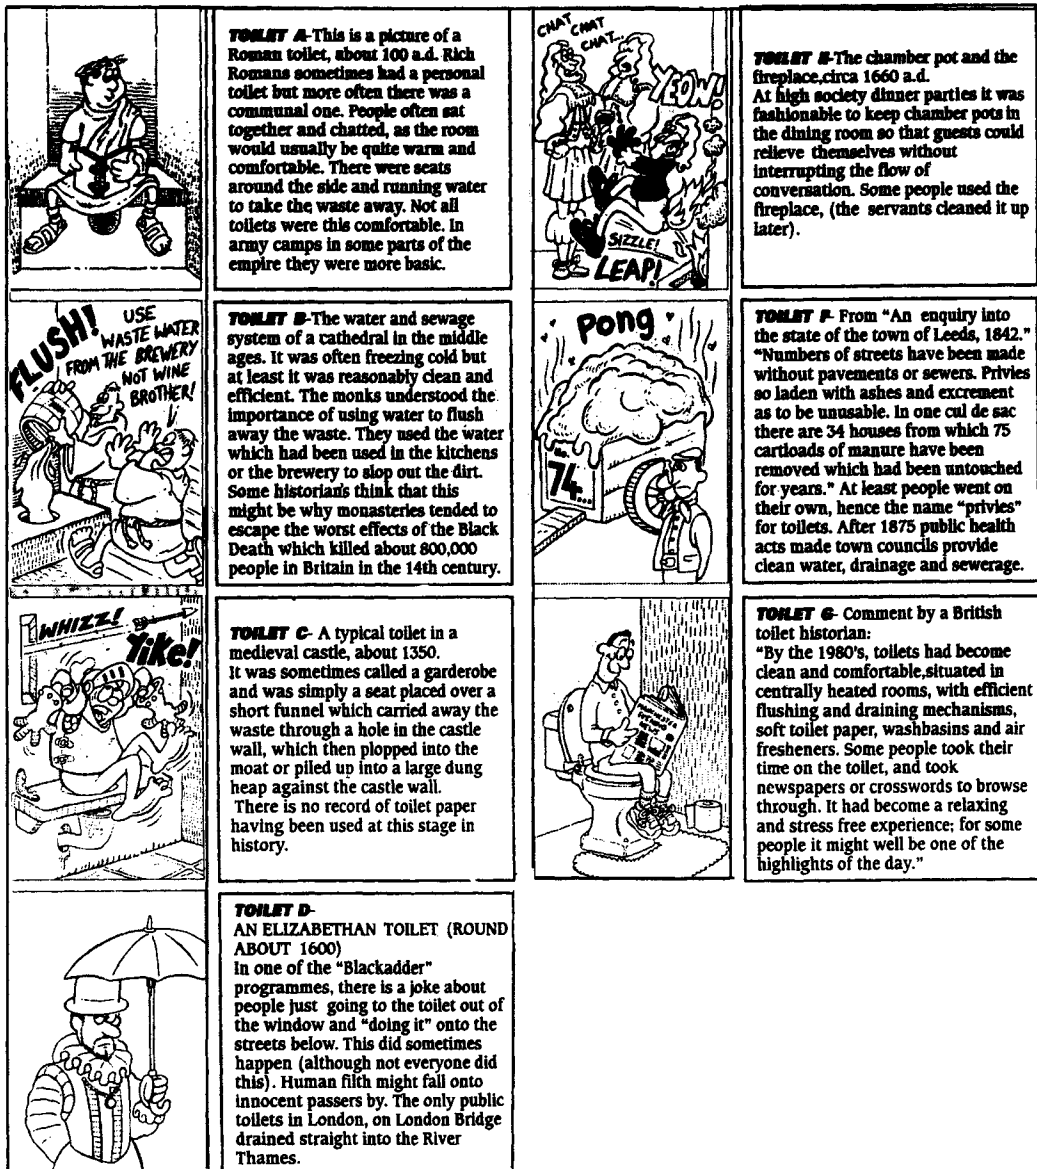 TOILET A-This is a picture of a
Roman toilet, about 100 a.d. Rich
Romans sometimes had a personal
toilet but more often there was a
communal one. People often sat
together and chatted, as the room
would usually be quite warm and
comfortable. There were seats
around the side and running water
to take the waste away. Not all
toilets were this comfortable. In
army camps in some parts of the
empire they were more basic.
FLUSH!
USE
WASTE WATER
FROM THE BREWERY
NOT WINE
BROTHER!
TOILET B-The water and sewage
system of a cathedral in the middle
ages. It was often freezing cold but
at least it was reasonably clean and
efficient. The monks understood the
importance of using water to flush
away the waste. They used the water
which had been used in the kitchens
or the brewery to slop out the dirt.
Some historians think that this
might be why monasteries tended to
escape the worst effects of the Black
Death which killed about 800,000
people in Britain in the 14th century.
WHIZZ!
Yike!
TOILET C- A typical toilet in a
medieval castle, about 1350.
It was sometimes called a garderobe
and was simply a seat placed over a
short funnel which carried away the
waste through a hole in the castle
wall, which then plopped into the
moat or piled up into a large dung
heap against the castle wall.
There is no record of toilet paper
having been used at this stage in
history.
TOILET D-
AN ELIZABETHAN TOILET (ROUND
ABOUT 1600)
In one of the "Blackadder"
programmes, there is a joke about
people just going to the toilet out of
the window and "doing it" onto the
streets below. This did sometimes
happen (although not everyone did
this). Human filth might fall onto
innocent passers by. The only public
toilets in London, on London Bridge
drained straight into the River
Thames.
CHAT
CHAT
CHAT...
YEOW!
SIZZLE!
LEAP!
TOILET E-The chamber pot and the
fireplace,circa 1660 a.d.
At high society dinner parties it was
fashionable to keep chamber pots in
the dining room so that guests could
relieve themselves without
interrupting the flow of
conversation. Some people used the
fireplace, (the servants cleaned it up
later).
Pong
No.
74...
TOILET F- From "An enquiry into
the state of the town of Leeds, 1842."
"Numbers of streets have been made
without pavements or sewers. Privies
so laden with ashes and excrement
as to be unusable. In one cul de sac
there are 34 houses from which 75
cartloads of manure have been
removed which had been untouched
for years." At least people went on
their own, hence the name "privies"
for toilets. After 1875 public health
acts made town councils provide
clean water, drainage and sewerage.
TOILET G- Comment by a British
toilet historian:
"By the 1980's, toilets had become
clean and comfortable,situated in
centrally heated rooms, with efficient
flushing and draining mechanisms,
soft toilet paper, washbasins and air
fresheners. Some people took their
time on the toilet, and took
newspapers or crosswords to browse
through. It had become a relaxing
and stress free experience; for some
people it might well be one of the
highlights of the day."